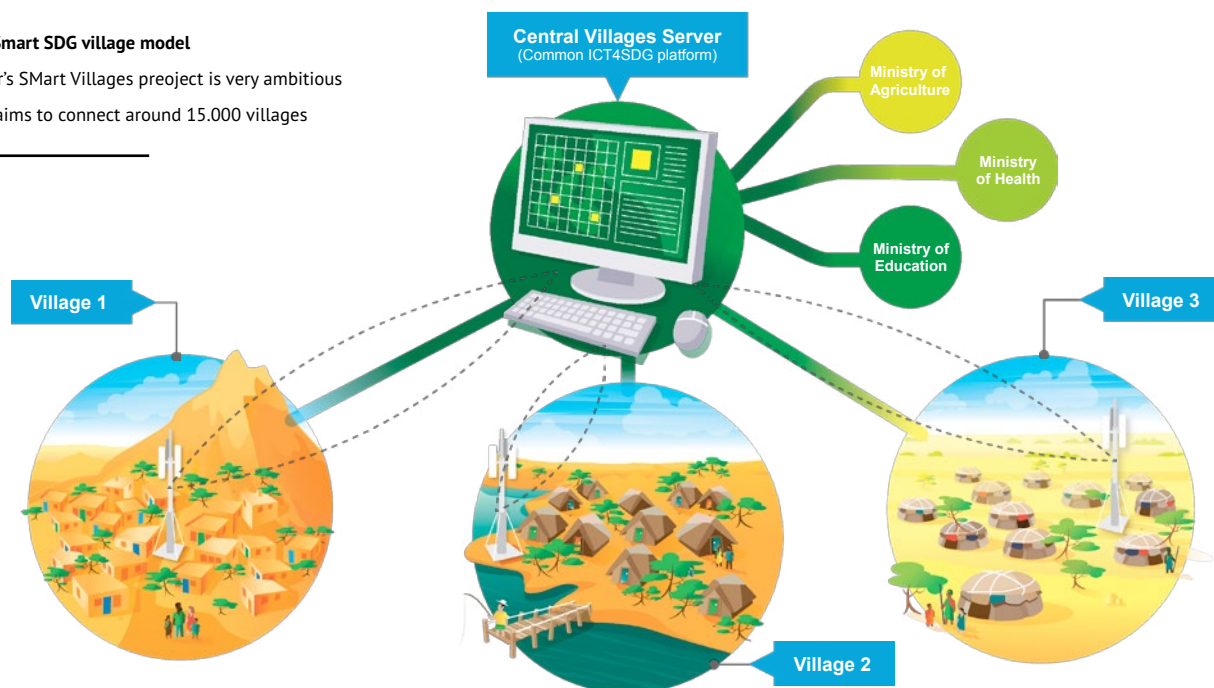 Smart SDG village model
r's SMart Villages preoject is very ambitious
aims to connect around 15.000 villages
Central Villages Server
(Common ICT4SDG platform)
Ministry of
Agriculture
Ministry
of Health
Ministry of
Education
Village 1
Village 3
Village 2